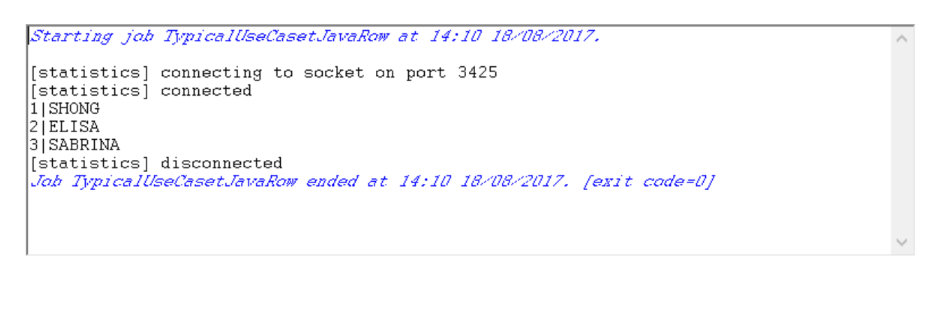 Starting job TypicalUseCasetJavaRow at 14:10 18/08/2017.
[statistics] connecting to socket on port 3425
[statistics] connected
1|SHONG
2|ELISA
3|SABRINA
[statistics] disconnected
Job TypicalUseCasetJavaRow ended at 14:10 18/08/2017. [exit code=0]